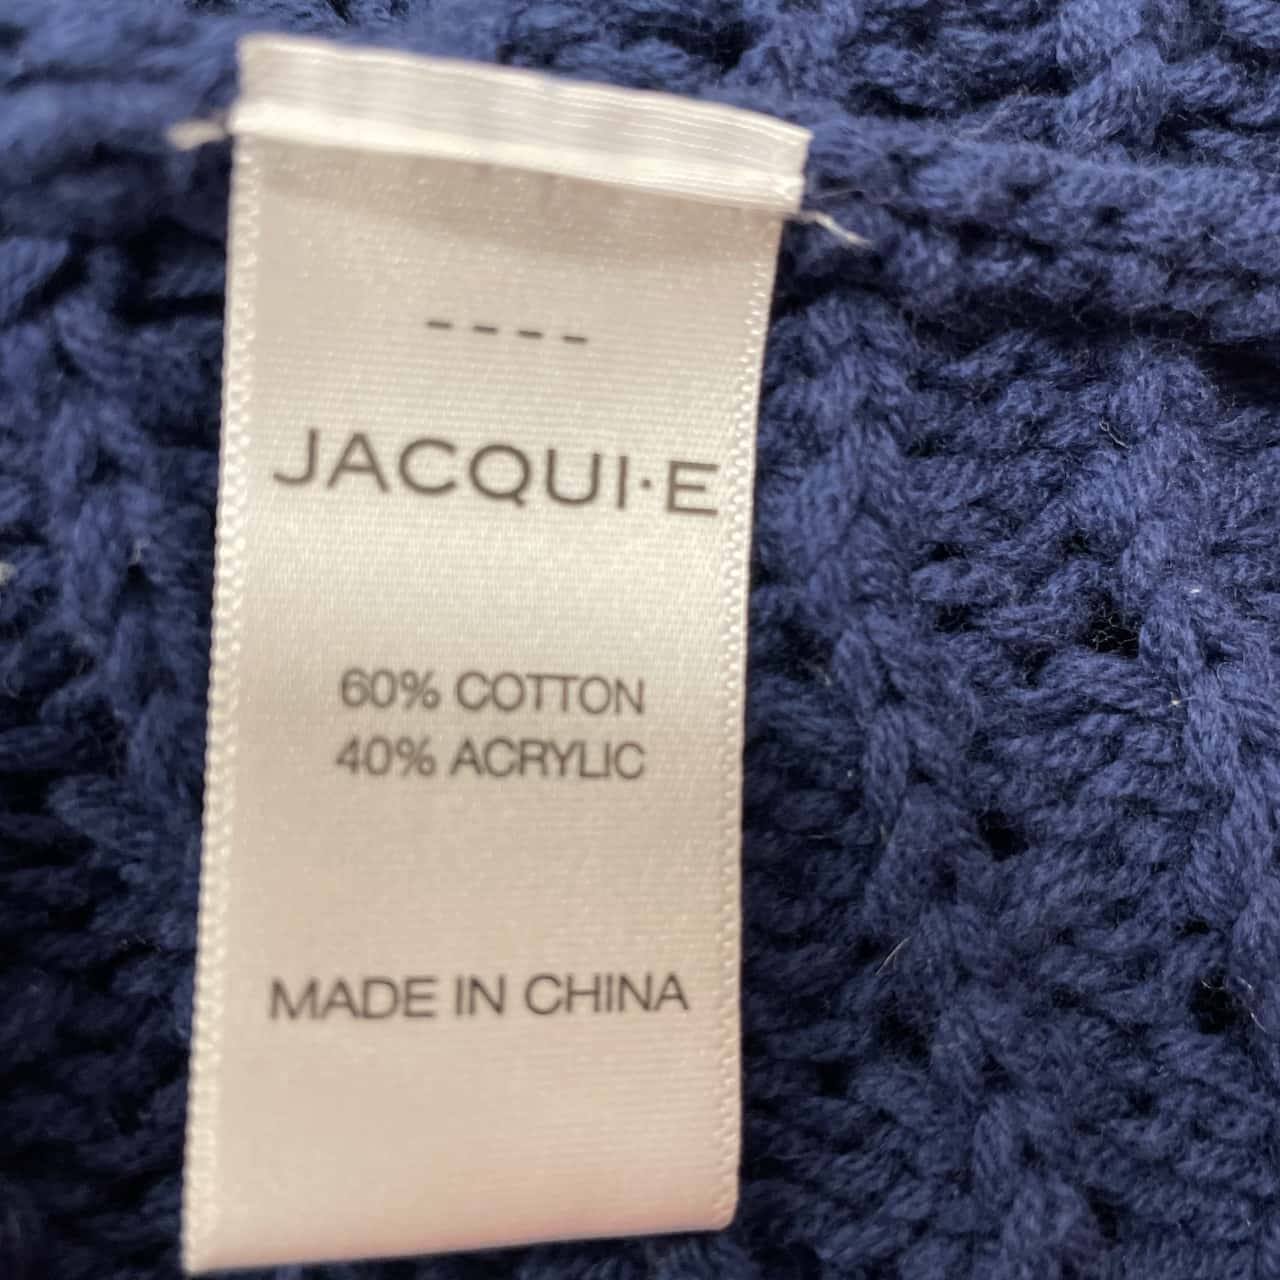 ----
JACQUI·E
60% COTTON
40% ACRYLIC
MADE IN CHINA